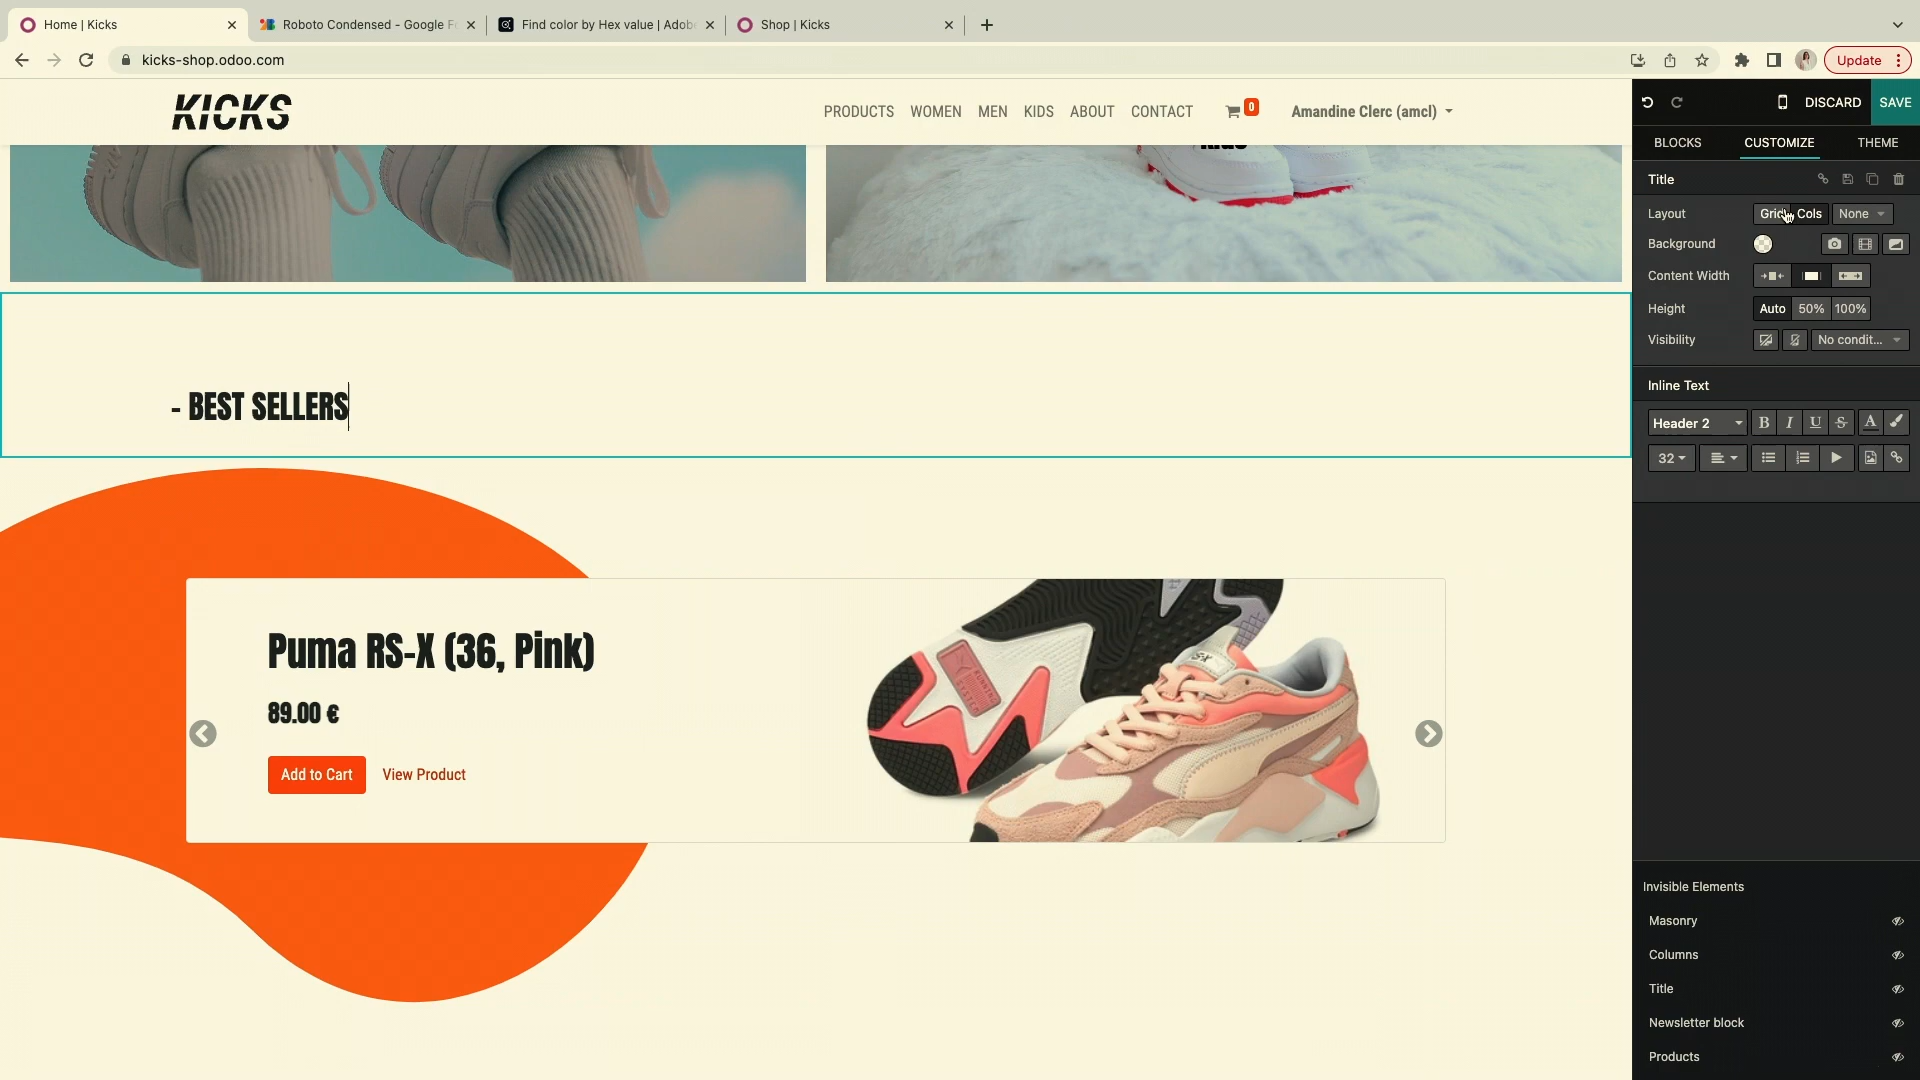 Home | Kicks
Roboto Condensed - Google Fo
Find color by Hex value | Adob
Shop | Kicks
kicks-shop.odoo.com
Update
KICKS
PRODUCTS WOMEN MEN KIDS ABOUT CONTACT
0
Amandine Clerc (amcl)
DISCARD
SAVE
BLOCKS
CUSTOMIZE
THEME
Kids
Title
Layout
Grid Cols
None
Background
Content Width
Height
Auto 50% 100%
Visibility
No condit...
- BEST SELLERS
Inline Text
Header 2
B I U S A
32
Puma RS-X (36, Pink)
89.00 €
Add to Cart
View Product
Invisible Elements
Masonry
Columns
Title
Newsletter block
Products